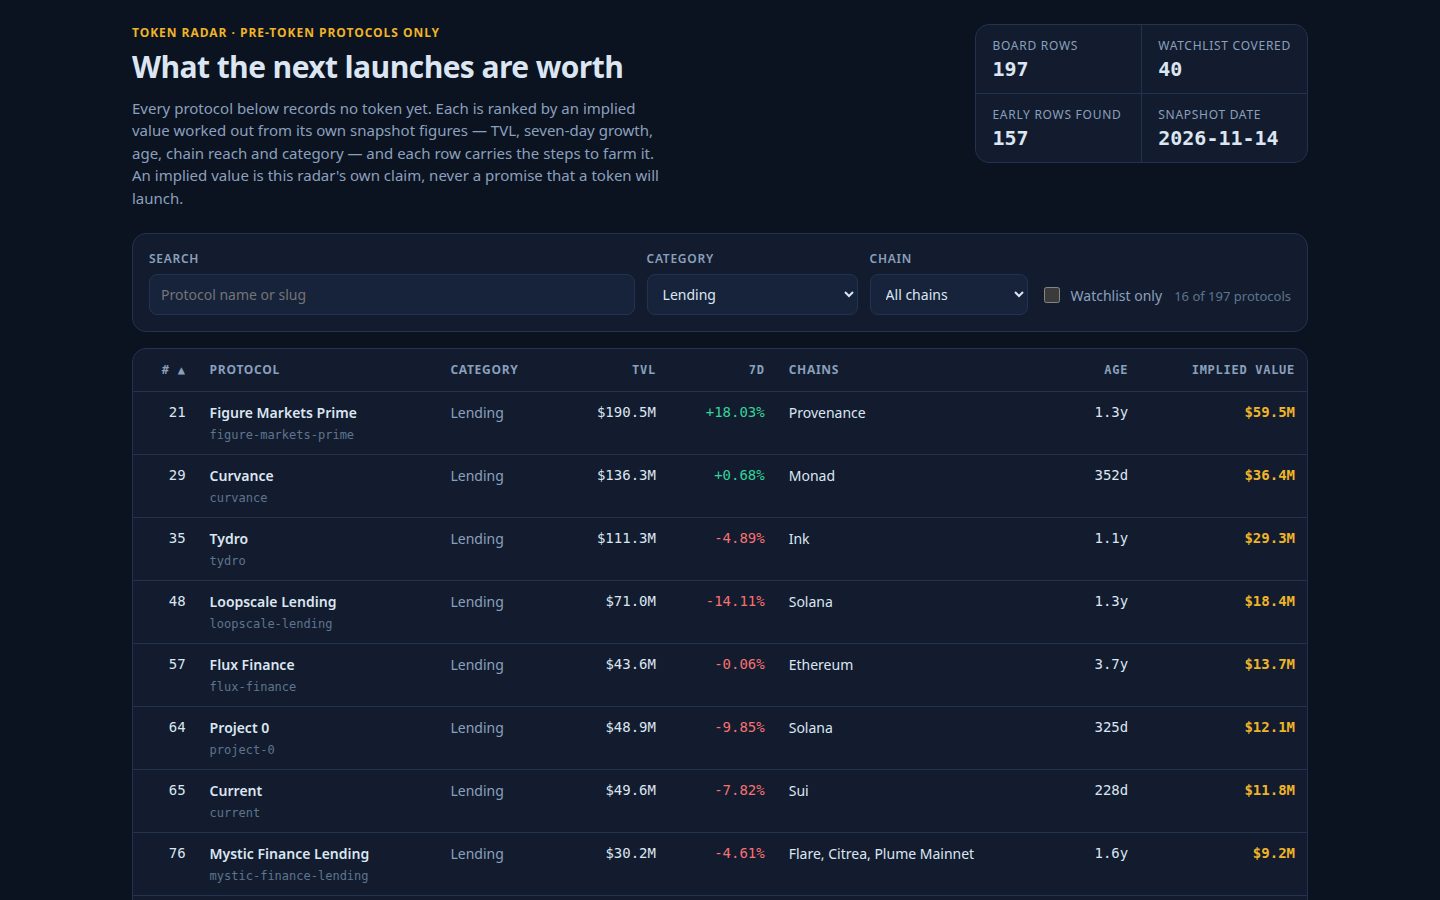 TOKEN RADAR · PRE-TOKEN PROTOCOLS ONLY
What the next launches are worth
Every protocol below records no token yet. Each is ranked by an implied
value worked out from its own snapshot figures — TVL, seven-day growth,
age, chain reach and category — and each row carries the steps to farm it.
An implied value is this radar's own claim, never a promise that a token will
launch.
BOARD ROWS
197
WATCHLIST COVERED
40
EARLY ROWS FOUND
157
SNAPSHOT DATE
2026-11-14
SEARCH
Protocol name or slug
CATEGORY
Lending
CHAIN
All chains
Watchlist only
16 of 197 protocols
# ▲ PROTOCOL CATEGORY TVL 7D CHAINS AGE IMPLIED VALUE
21 Figure Markets Prime Lending $190.5M +18.03% Provenance 1.3y $59.5M
figure-markets-prime
29 Curvance Lending $136.3M +0.68% Monad 352d $36.4M
curvance
35 Tydro Lending $111.3M -4.89% Ink 1.1y $29.3M
tydro
48 Loopscale Lending Lending $71.0M -14.11% Solana 1.3y $18.4M
loopscale-lending
57 Flux Finance Lending $43.6M -0.06% Ethereum 3.7y $13.7M
flux-finance
64 Project 0 Lending $48.9M -9.85% Solana 325d $12.1M
project-0
65 Current Lending $49.6M -7.82% Sui 228d $11.8M
current
76 Mystic Finance Lending Lending $30.2M -4.61% Flare, Citrea, Plume Mainnet 1.6y $9.2M
mystic-finance-lending